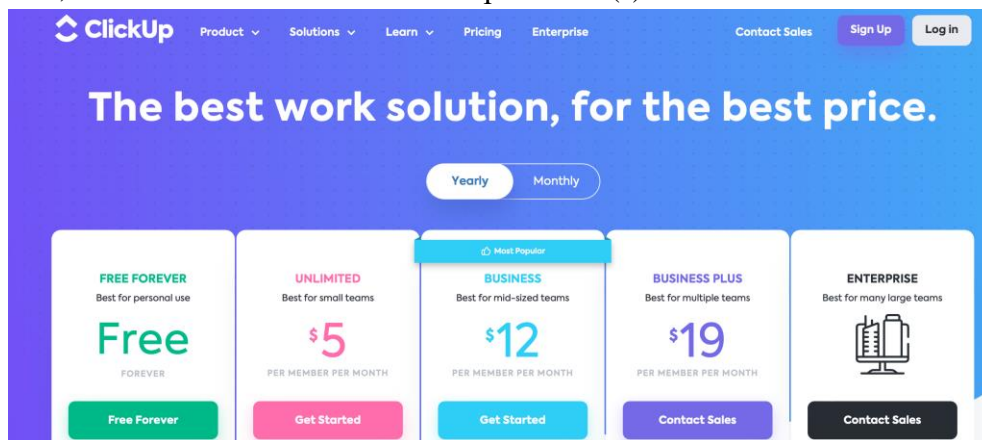 ClickUp Product Solutions Learn Pricing Enterprise Contact Sales Sign Up Log in
The best work solution, for the best price.
Yearly Monthly
Most Popular
FREE FOREVER
Best for personal use
Free
FOREVER
Free Forever
UNLIMITED
Best for small teams
$5
PER MEMBER PER MONTH
Get Started
BUSINESS
Best for mid-sized teams
$12
PER MEMBER PER MONTH
Get Started
BUSINESS PLUS
Best for multiple teams
$19
PER MEMBER PER MONTH
Contact Sales
ENTERPRISE
Best for many large teams
Contact Sales